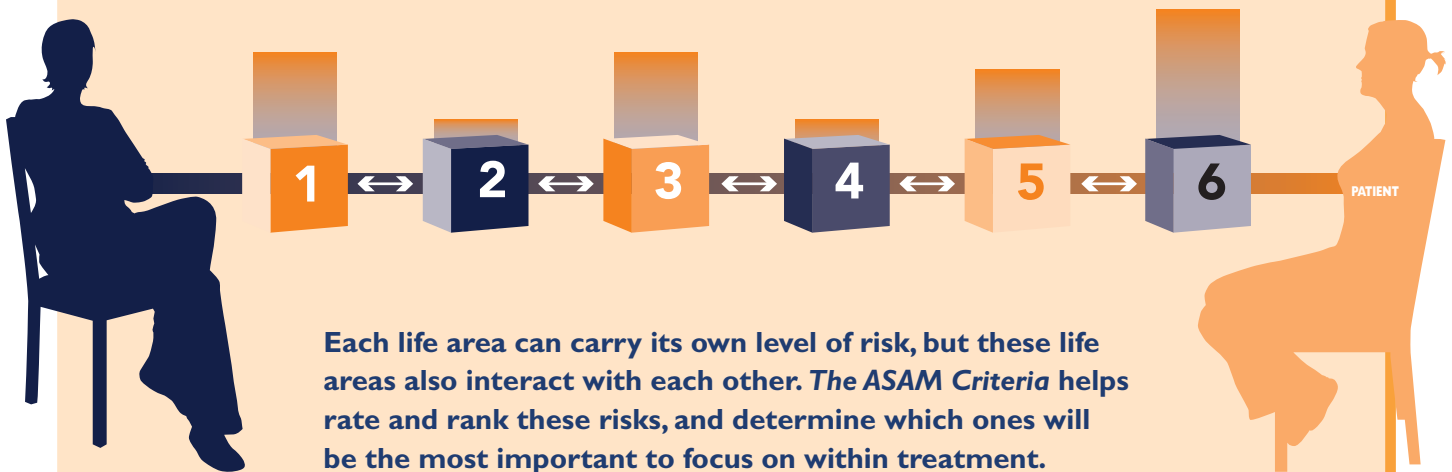 1 2 3 4 5 6
PATIENT
Each life area can carry its own level of risk, but these life
areas also interact with each other. The ASAM Criteria helps
rate and rank these risks, and determine which ones will
be the most important to focus on within treatment.